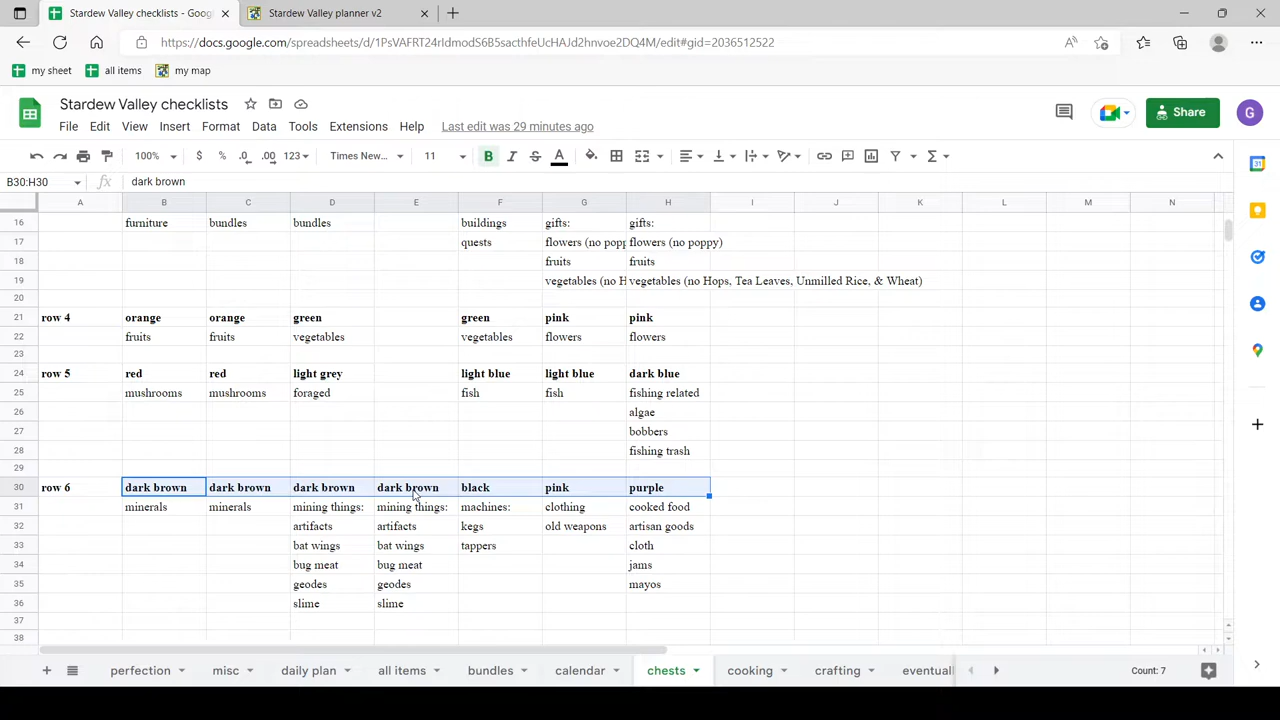 Stardew Valley checklists - Goog
Stardew Valley planner v2
https://docs.google.com/spreadsheets/d/1PsVAFRT24rIdmodS6B5sacthfeUcHAJd2hnvoe2DQ4M/edit#gid=2036512522
my sheet all items my map
Stardew Valley checklists
Share G
File Edit View Insert Format Data Tools Extensions Help Last edit was 29 minutes ago
100% $ % .0 .00 123 Times New... 11 B I S A
B30:H30 fx dark brown
A B C D E F G H I J K L M N
16 furniture bundles bundles buildings gifts: gifts:
17 quests flowers (no popp flowers (no poppy)
18 fruits fruits
19 vegetables (no H vegetables (no Hops, Tea Leaves, Unmilled Rice, & Wheat)
20
21 row 4 orange orange green green pink pink
22 fruits fruits vegetables vegetables flowers flowers
23
24 row 5 red red light grey light blue light blue dark blue
25 mushrooms mushrooms foraged fish fish fishing related
26 algae
27 bobbers
28 fishing trash
29
30 row 6 dark brown dark brown dark brown dark brown black pink purple
31 minerals minerals mining things: mining things: machines: clothing cooked food
32 artifacts artifacts kegs old weapons artisan goods
33 bat wings bat wings tappers cloth
34 bug meat bug meat jams
35 geodes geodes mayos
36 slime slime
37
38
perfection misc daily plan all items bundles calendar chests cooking crafting eventuall Count: 7